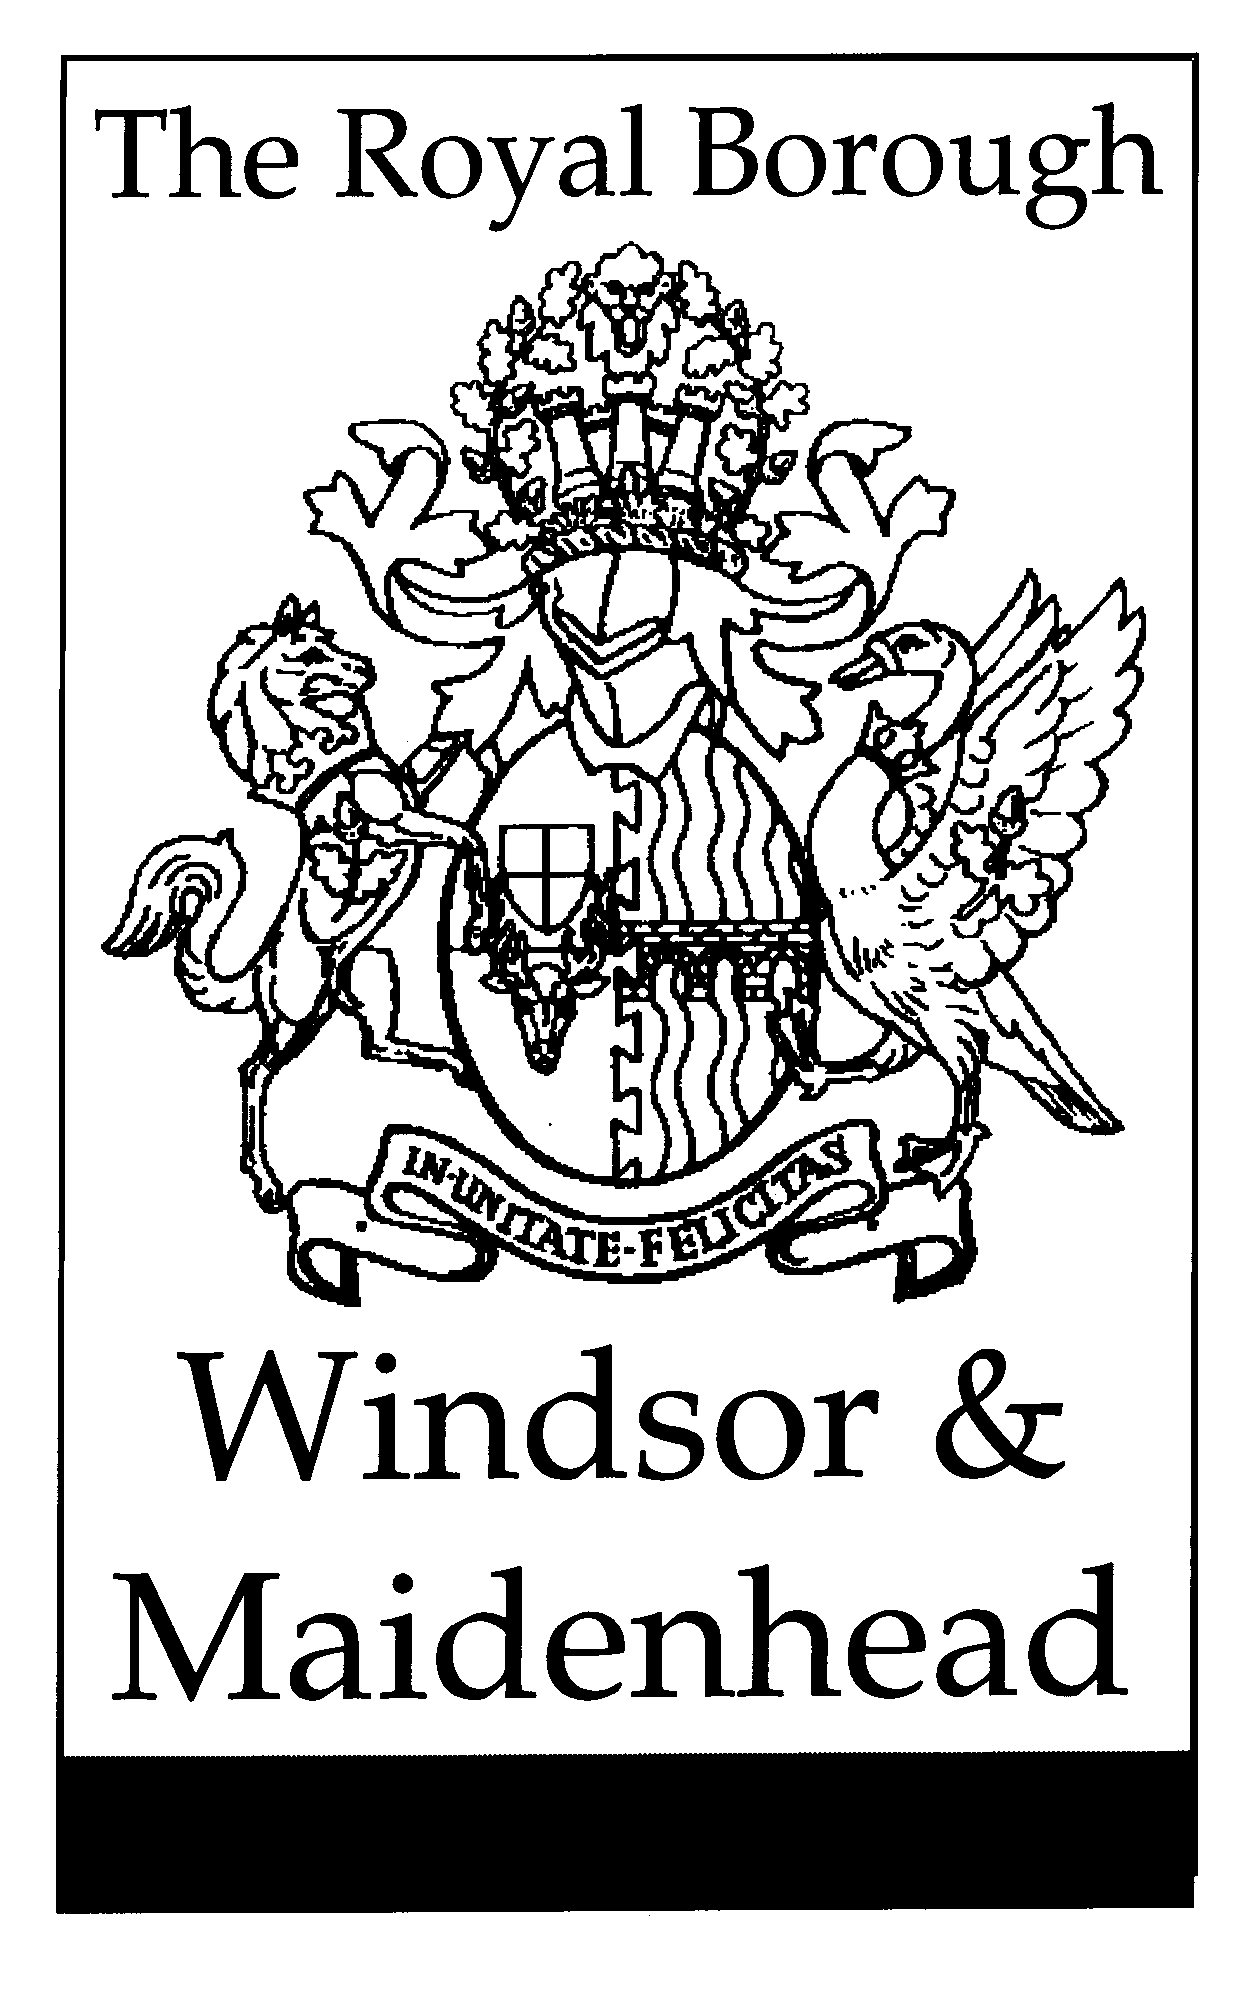 The Royal Borough
IN·UNITATE-FELICITAS
Windsor &
Maidenhead